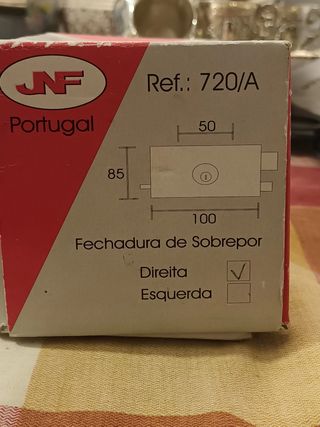 JNF
Portugal
Ref.: 720/A
50
85
100
Fechadura de Sobrepor
Direita
Esquerda